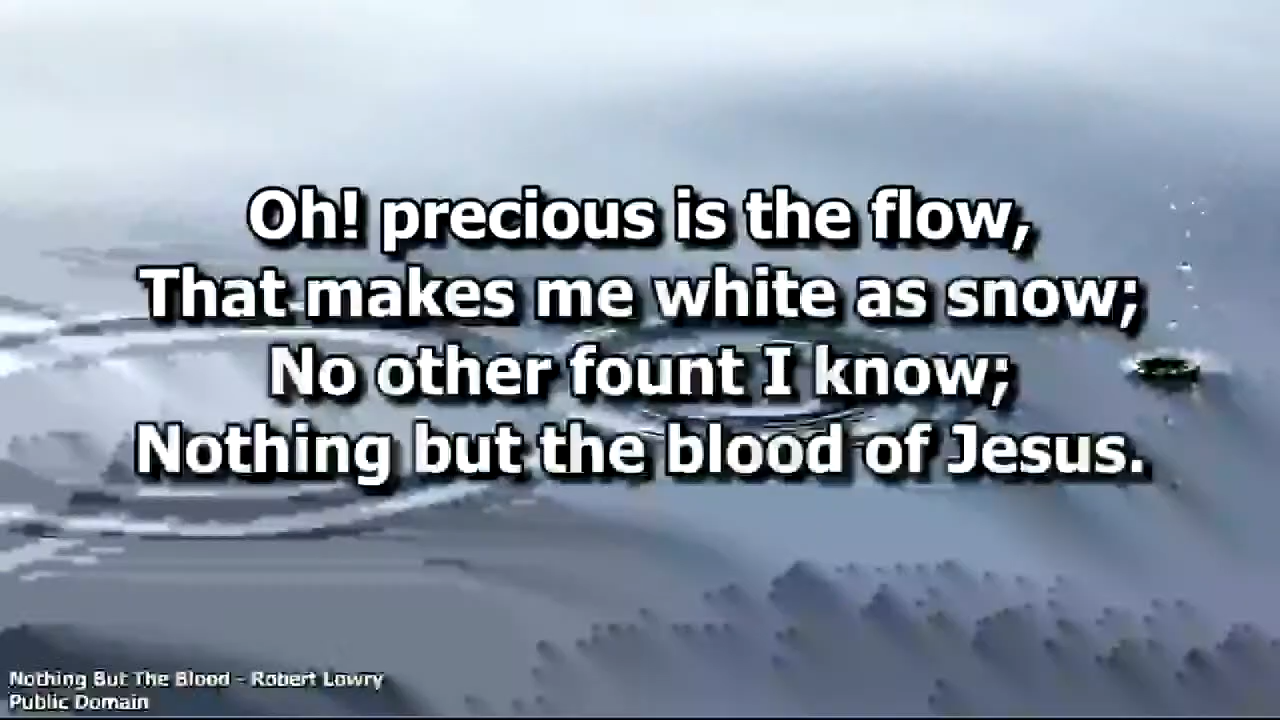 Oh! precious is the flow,
That makes me white as snow;
No other fount I know;
Nothing but the blood of Jesus.
Nothing But The Blood - Robert Lowry
Public Domain